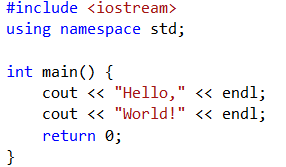 #include <iostream>
using namespace std;

int main() {
    cout << "Hello," << endl;
    cout << "World!" << endl;
    return 0;
}